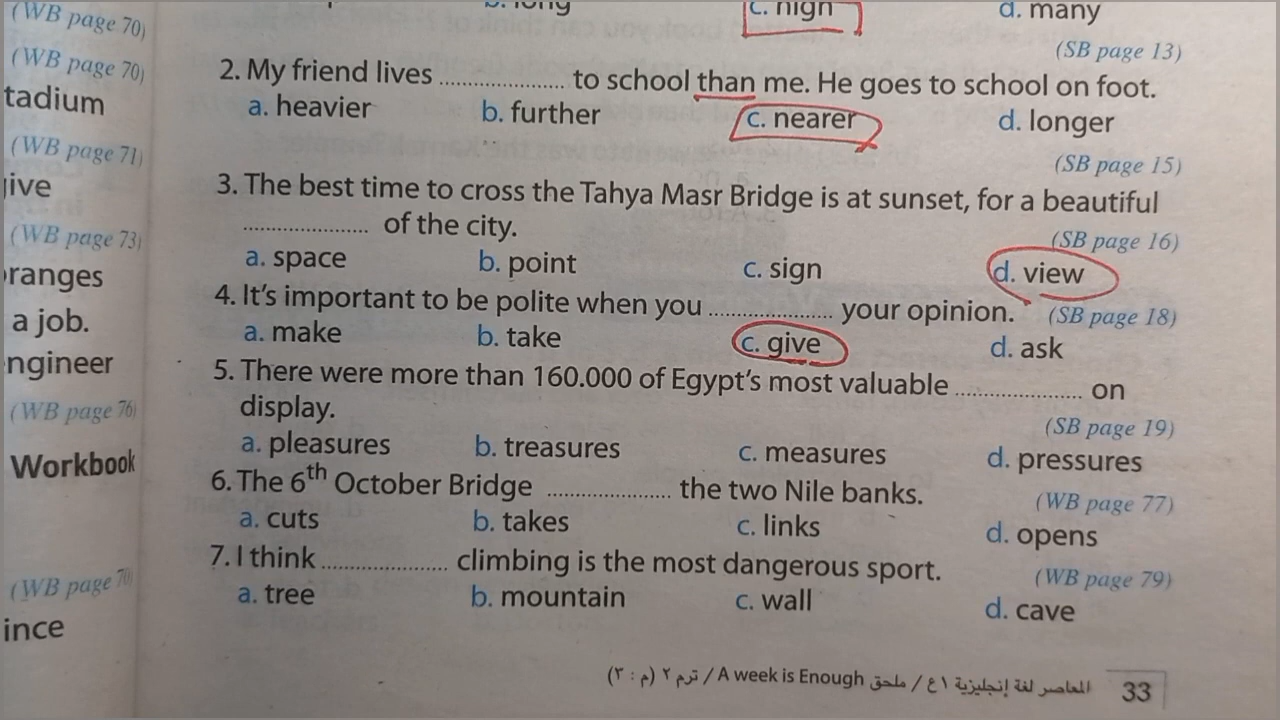 (WB page 70)
(WB page 70)
tadium
(WB page 71)
give
(WB page 73)
ranges
a job.
ngineer
(WB page 76)
Workbook
(WB page 70)
ince
b. long
c. high
d. many
(SB page 13)
2. My friend lives ..................... to school than me. He goes to school on foot.
a. heavier b. further c. nearer d. longer
(SB page 15)
3. The best time to cross the Tahya Masr Bridge is at sunset, for a beautiful
..................... of the city.
(SB page 16)
a. space b. point c. sign d. view
4. It's important to be polite when you ..................... your opinion. (SB page 18)
a. make b. take c. give d. ask
5. There were more than 160.000 of Egypt's most valuable ..................... on
display.
(SB page 19)
a. pleasures b. treasures c. measures d. pressures
6. The 6th October Bridge ..................... the two Nile banks. (WB page 77)
a. cuts b. takes c. links d. opens
7. I think ..................... climbing is the most dangerous sport. (WB page 79)
a. tree b. mountain c. wall d. cave
المعاصر لغة إنجليزية ١ع / ملحق A week is Enough / ترم ٢ (م : ٣)
33